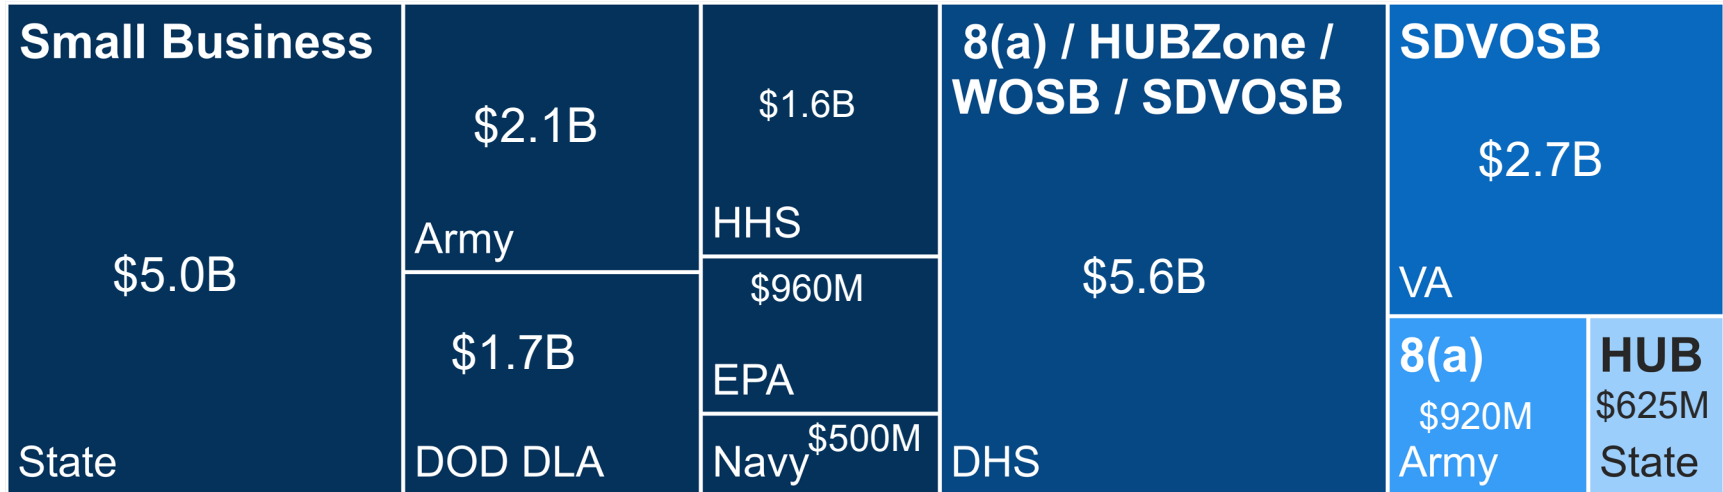 Small Business
$5.0B
State
$2.1B
Army
$1.7B
DOD DLA
$1.6B
HHS
$960M
EPA
$500M
Navy
8(a) / HUBZone /
WOSB / SDVOSB
$5.6B
DHS
SDVOSB
$2.7B
VA
8(a)
$920M
Army
HUB
$625M
State